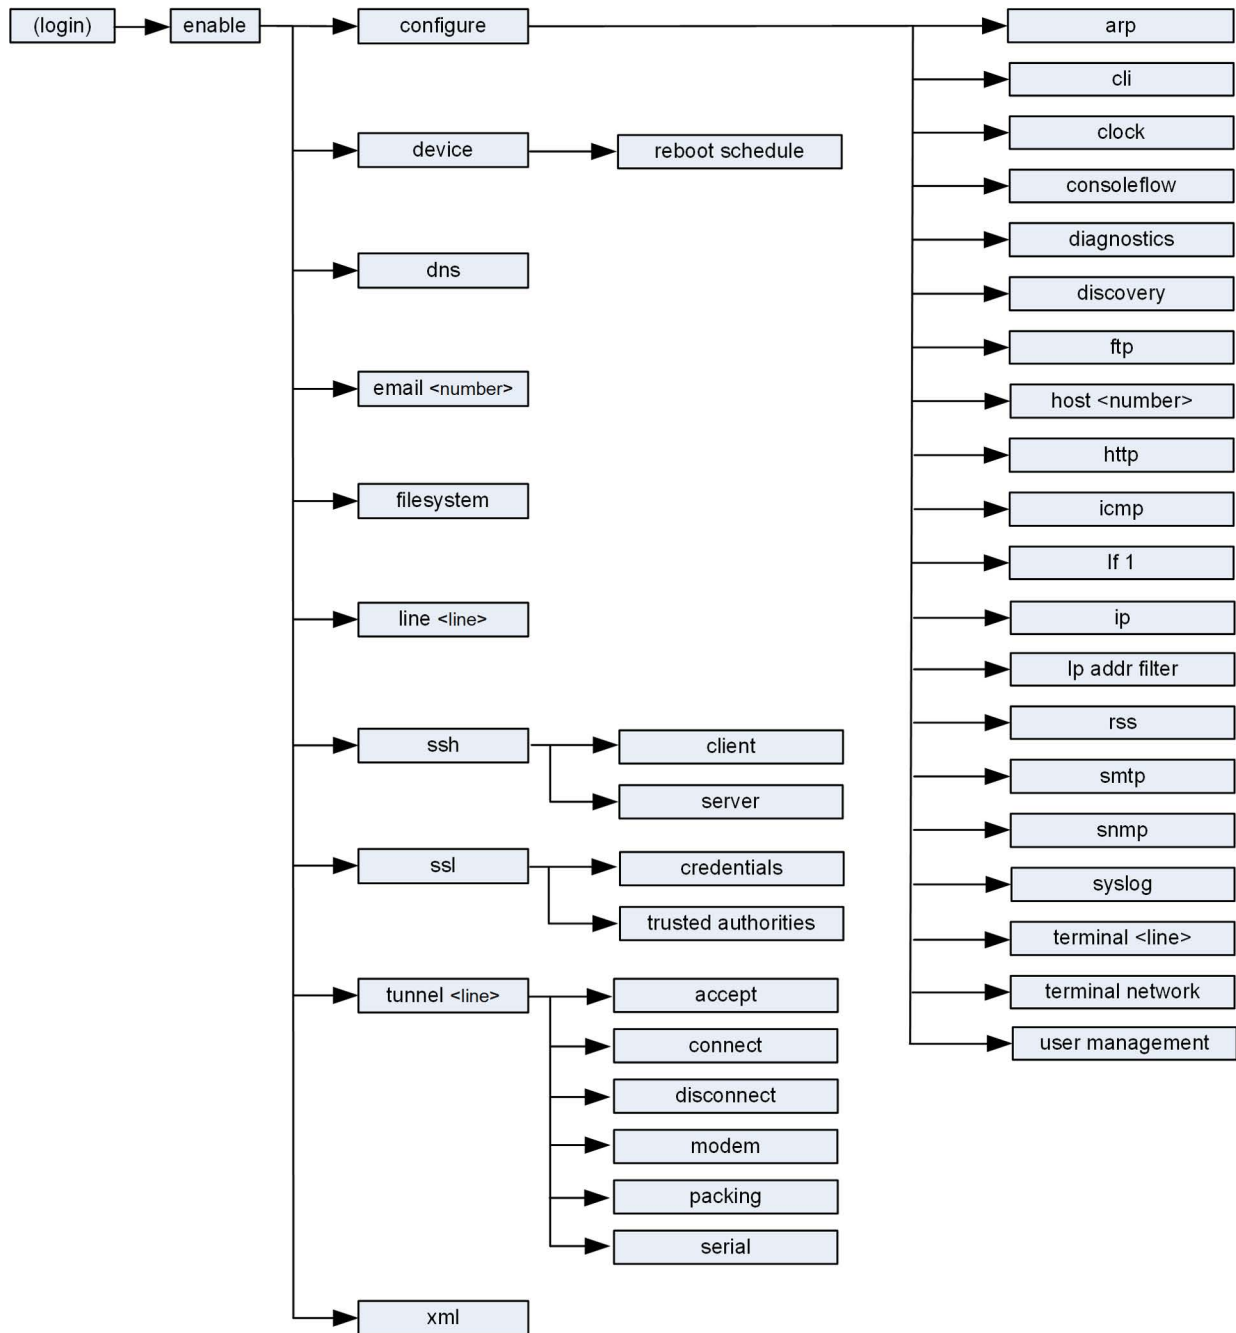 (login)
enable
configure
device
reboot schedule
dns
email <number>
filesystem
line <line>
ssh
client
server
ssl
credentials
trusted authorities
tunnel <line>
accept
connect
disconnect
modem
packing
serial
xml
arp
cli
clock
consoleflow
diagnostics
discovery
ftp
host <number>
http
icmp
If 1
ip
Ip addr filter
rss
smtp
snmp
syslog
terminal <line>
terminal network
user management